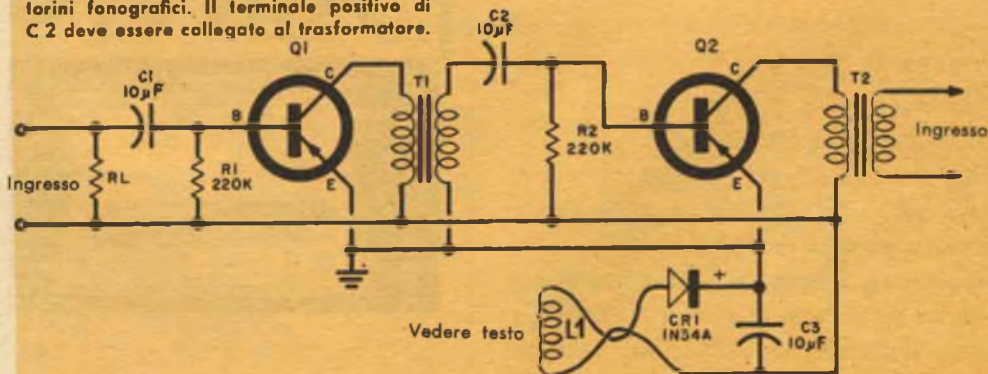 torini fonografici. Il terminale positivo di
C 2 deve essere collegato al trasformatore.
C2
10µF
Q1
Q2
C1
10µF
C
T1
C
T2
B
B
R1
220K
R2
220K
RL
Ingresso
Ingresso
E
E
Vedere testo
L1
+
CR1
1N34A
C3
10µF